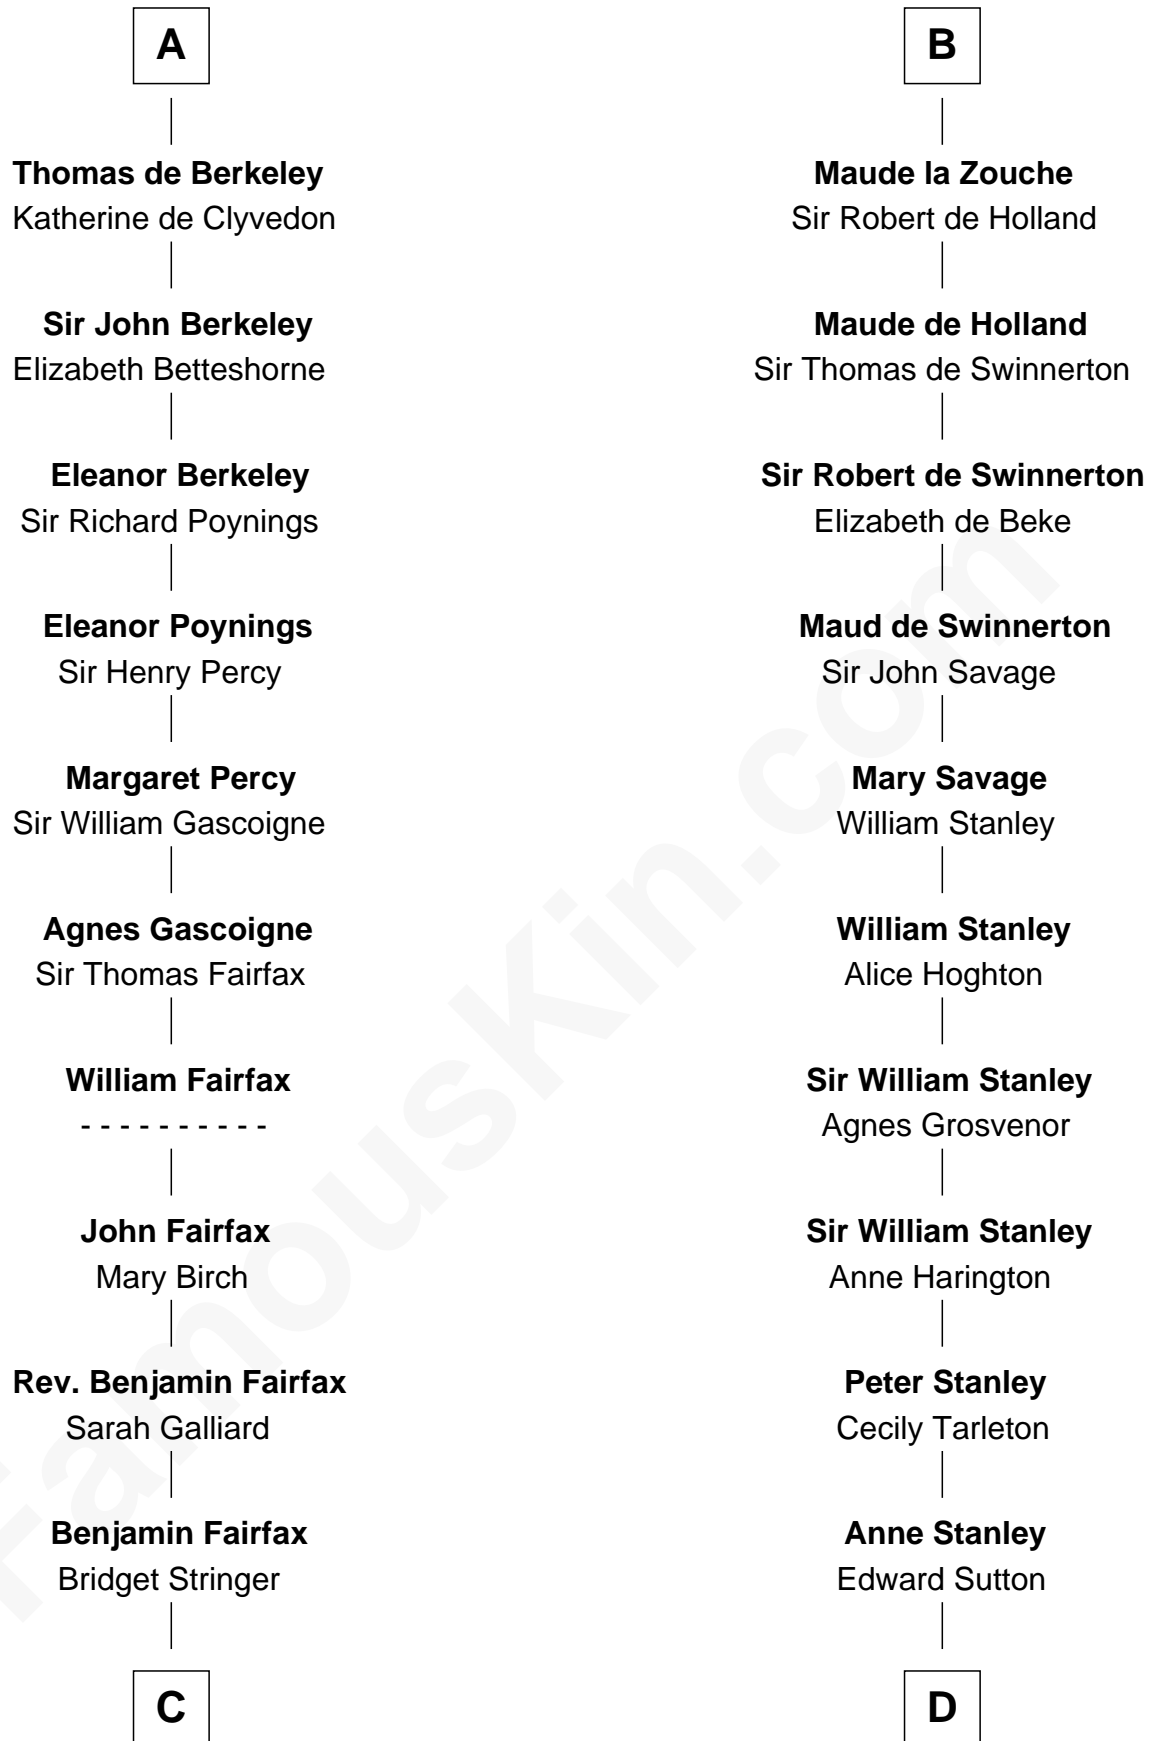 A
Thomas de Berkeley
Katherine de Clyvedon
Sir John Berkeley
Elizabeth Betteshorne
Eleanor Berkeley
Sir Richard Poynings
Eleanor Poynings
Sir Henry Percy
Margaret Percy
Sir William Gascoigne
Agnes Gascoigne
Sir Thomas Fairfax
William Fairfax
- - - - - - - - - -
John Fairfax
Mary Birch
Rev. Benjamin Fairfax
Sarah Galliard
Benjamin Fairfax
Bridget Stringer
C
B
Maude la Zouche
Sir Robert de Holland
Maude de Holland
Sir Thomas de Swinnerton
Sir Robert de Swinnerton
Elizabeth de Beke
Maud de Swinnerton
Sir John Savage
Mary Savage
William Stanley
William Stanley
Alice Hoghton
Sir William Stanley
Agnes Grosvenor
Sir William Stanley
Anne Harington
Peter Stanley
Cecily Tarleton
Anne Stanley
Edward Sutton
D
FamousKin.com